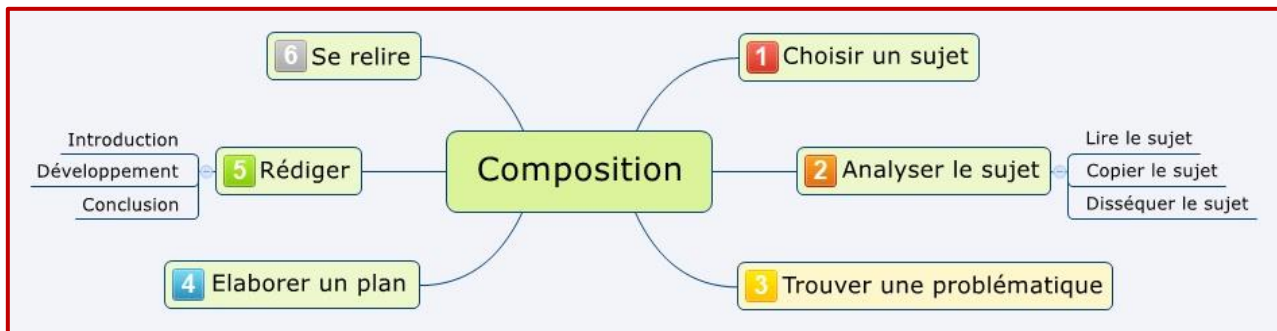 Composition
1 Choisir un sujet
2 Analyser le sujet
Lire le sujet
Copier le sujet
Disséquer le sujet
3 Trouver une problématique
4 Elaborer un plan
5 Rédiger
Introduction
Développement
Conclusion
6 Se relire